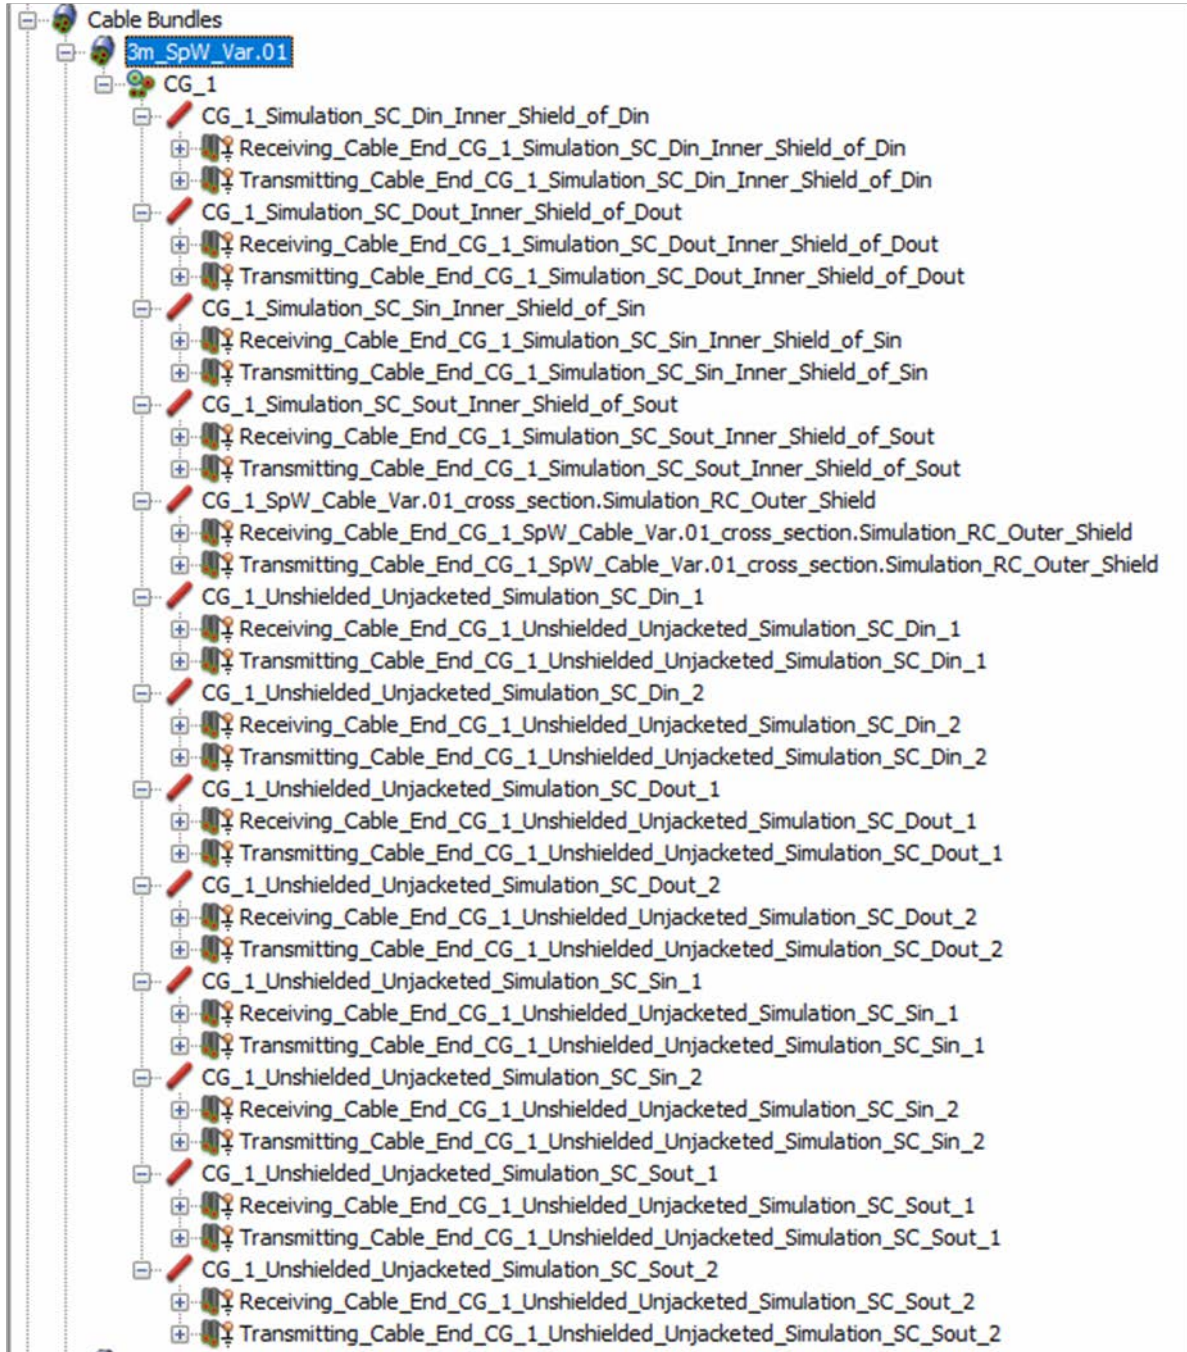 Cable Bundles
3m_SpW_Var.01
CG_1
CG_1_Simulation_SC_Din_Inner_Shield_of_Din
Receiving_Cable_End_CG_1_Simulation_SC_Din_Inner_Shield_of_Din
Transmitting_Cable_End_CG_1_Simulation_SC_Din_Inner_Shield_of_Din
CG_1_Simulation_SC_Dout_Inner_Shield_of_Dout
Receiving_Cable_End_CG_1_Simulation_SC_Dout_Inner_Shield_of_Dout
Transmitting_Cable_End_CG_1_Simulation_SC_Dout_Inner_Shield_of_Dout
CG_1_Simulation_SC_Sin_Inner_Shield_of_Sin
Receiving_Cable_End_CG_1_Simulation_SC_Sin_Inner_Shield_of_Sin
Transmitting_Cable_End_CG_1_Simulation_SC_Sin_Inner_Shield_of_Sin
CG_1_Simulation_SC_Sout_Inner_Shield_of_Sout
Receiving_Cable_End_CG_1_Simulation_SC_Sout_Inner_Shield_of_Sout
Transmitting_Cable_End_CG_1_Simulation_SC_Sout_Inner_Shield_of_Sout
CG_1_SpW_Cable_Var.01_cross_section.Simulation_RC_Outer_Shield
Receiving_Cable_End_CG_1_SpW_Cable_Var.01_cross_section.Simulation_RC_Outer_Shield
Transmitting_Cable_End_CG_1_SpW_Cable_Var.01_cross_section.Simulation_RC_Outer_Shield
CG_1_Unshielded_Unjacketed_Simulation_SC_Din_1
Receiving_Cable_End_CG_1_Unshielded_Unjacketed_Simulation_SC_Din_1
Transmitting_Cable_End_CG_1_Unshielded_Unjacketed_Simulation_SC_Din_1
CG_1_Unshielded_Unjacketed_Simulation_SC_Din_2
Receiving_Cable_End_CG_1_Unshielded_Unjacketed_Simulation_SC_Din_2
Transmitting_Cable_End_CG_1_Unshielded_Unjacketed_Simulation_SC_Din_2
CG_1_Unshielded_Unjacketed_Simulation_SC_Dout_1
Receiving_Cable_End_CG_1_Unshielded_Unjacketed_Simulation_SC_Dout_1
Transmitting_Cable_End_CG_1_Unshielded_Unjacketed_Simulation_SC_Dout_1
CG_1_Unshielded_Unjacketed_Simulation_SC_Dout_2
Receiving_Cable_End_CG_1_Unshielded_Unjacketed_Simulation_SC_Dout_2
Transmitting_Cable_End_CG_1_Unshielded_Unjacketed_Simulation_SC_Dout_2
CG_1_Unshielded_Unjacketed_Simulation_SC_Sin_1
Receiving_Cable_End_CG_1_Unshielded_Unjacketed_Simulation_SC_Sin_1
Transmitting_Cable_End_CG_1_Unshielded_Unjacketed_Simulation_SC_Sin_1
CG_1_Unshielded_Unjacketed_Simulation_SC_Sin_2
Receiving_Cable_End_CG_1_Unshielded_Unjacketed_Simulation_SC_Sin_2
Transmitting_Cable_End_CG_1_Unshielded_Unjacketed_Simulation_SC_Sin_2
CG_1_Unshielded_Unjacketed_Simulation_SC_Sout_1
Receiving_Cable_End_CG_1_Unshielded_Unjacketed_Simulation_SC_Sout_1
Transmitting_Cable_End_CG_1_Unshielded_Unjacketed_Simulation_SC_Sout_1
CG_1_Unshielded_Unjacketed_Simulation_SC_Sout_2
Receiving_Cable_End_CG_1_Unshielded_Unjacketed_Simulation_SC_Sout_2
Transmitting_Cable_End_CG_1_Unshielded_Unjacketed_Simulation_SC_Sout_2